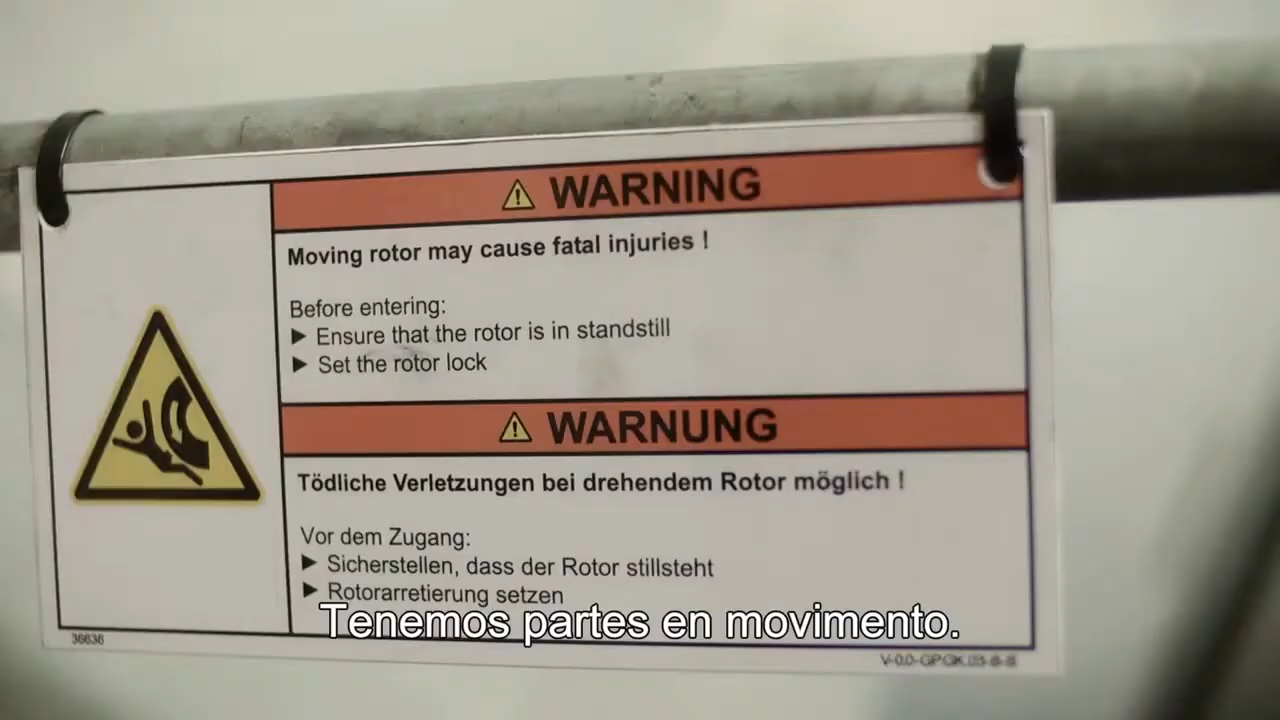 WARNING
Moving rotor may cause fatal injuries !
Before entering:
► Ensure that the rotor is in standstill
► Set the rotor lock
WARNUNG
Tödliche Verletzungen bei drehendem Rotor möglich !
Vor dem Zugang:
► Sicherstellen, dass der Rotor stillsteht
► Rotorarretierung setzen
Tenemos partes en movimento.
36636